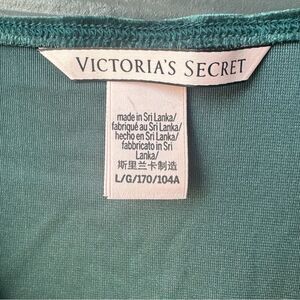 VICTORIA'S SECRET
made in Sri Lanka/
fabriqué au Sri Lanka/
hecho en Sri Lanka/
fabbricato in Sri
Lanka/
斯里兰卡制造
L/G/170/104A